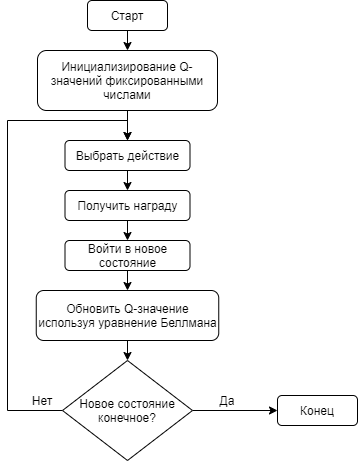 Старт
Инициализирование Q-
значений фиксированными
числами
Выбрать действие
Получить награду
Войти в новое
состояние
Обновить Q-значение
используя уравнение Беллмана
Нет
Новое состояние
конечное?
Да
Конец